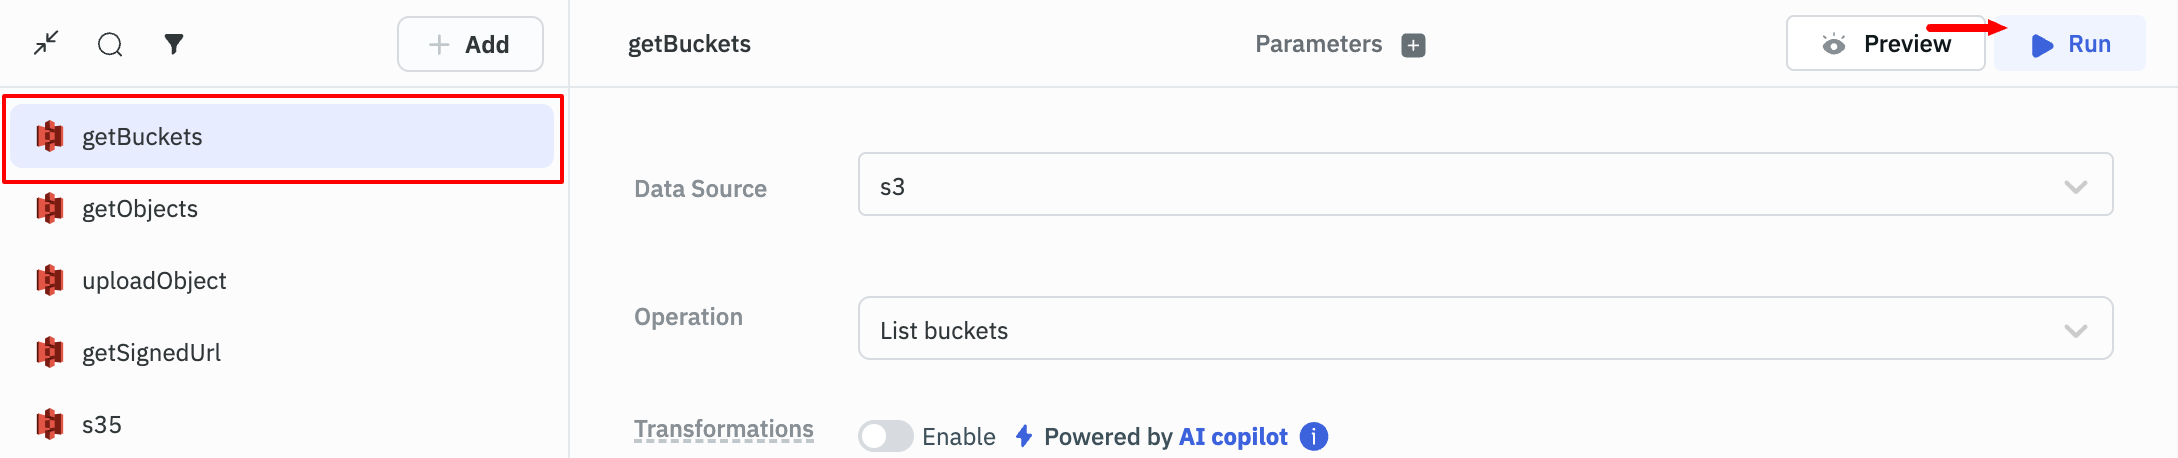 Add
getBuckets
Parameters
Preview
Run
getBuckets
getObjects
uploadObject
getSignedUrl
s35
Data Source
s3
Operation
List buckets
Transformations
Enable
Powered by AI copilot